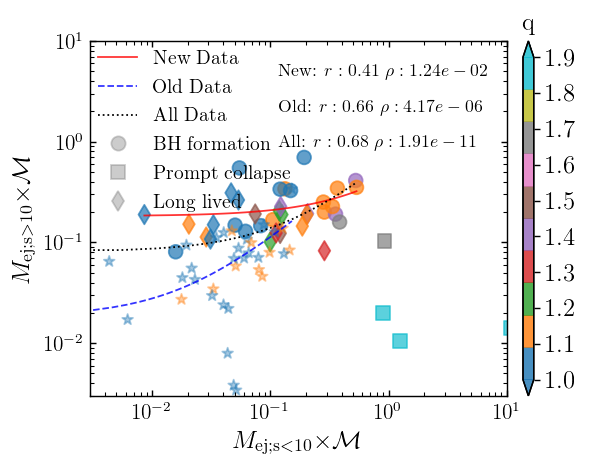 q
New Data
Old Data
All Data
BH formation
Prompt collapse
Long lived
New: r : 0.41 ρ : 1.24e − 02
Old: r : 0.66 ρ : 4.17e − 06
All: r : 0.68 ρ : 1.91e − 11
10¹
10⁰
10⁻¹
10⁻²
M_ej;s>10 × ℳ
10⁻²
10⁻¹
10⁰
10¹
M_ej;s<10 × ℳ
1.9
1.8
1.7
1.6
1.5
1.4
1.3
1.2
1.1
1.0